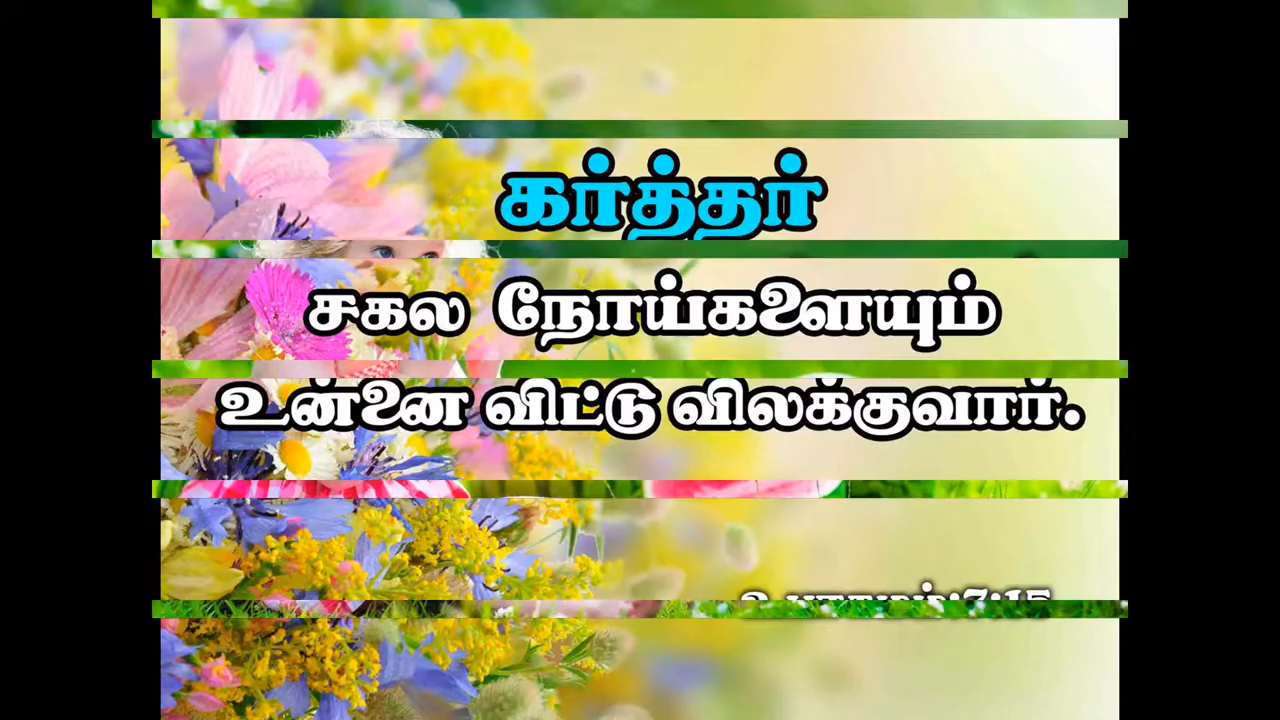 கர்த்தர்
சகல நோய்களையும்
உன்னை விட்டு விலக்குவார்.